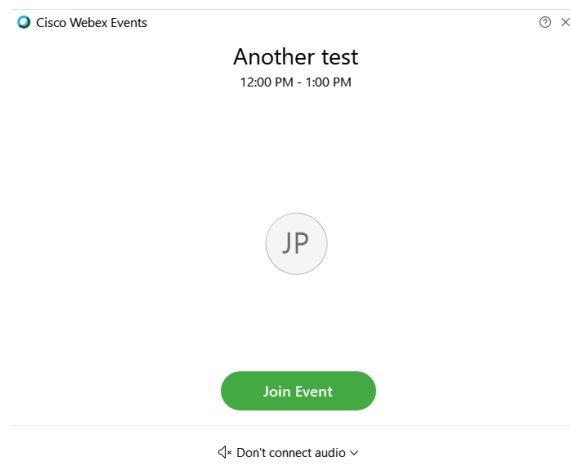 Cisco Webex Events
Another test
12:00 PM - 1:00 PM
JP
Join Event
Don't connect audio